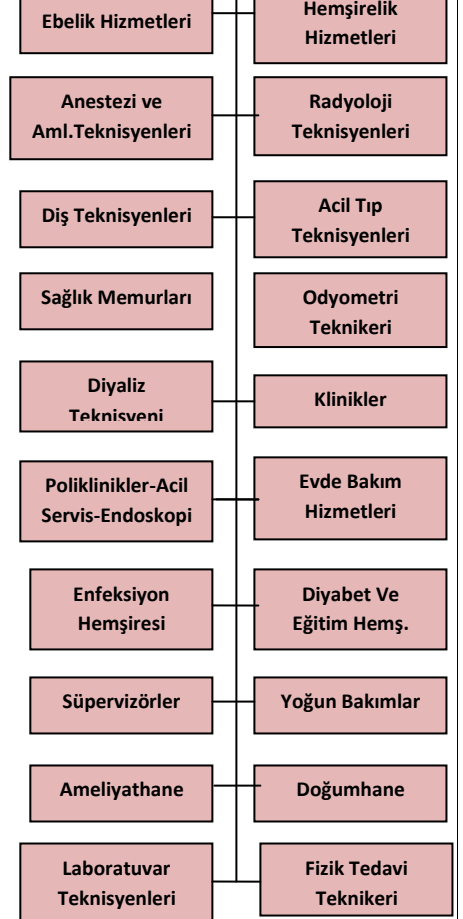 Ebelik Hizmetleri
Hemşirelik
Hizmetleri
Anestezi ve
Aml.Teknisyenleri
Radyoloji
Teknisyenleri
Diş Teknisyenleri
Acil Tıp
Teknisyenleri
Sağlık Memurları
Odyometri
Teknikeri
Diyaliz
Teknisyeni
Klinikler
Poliklinikler-Acil
Servis-Endoskopi
Evde Bakım
Hizmetleri
Enfeksiyon
Hemşiresi
Diyabet Ve
Eğitim Hemş.
Süpervizörler
Yoğun Bakımlar
Ameliyathane
Doğumhane
Laboratuvar
Teknisyenleri
Fizik Tedavi
Teknikeri